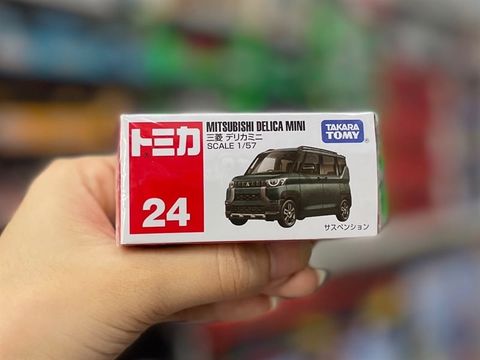 トミカ
24
MITSUBISHI DELICA MINI
三菱 デリカミニ
SCALE 1/57
TAKARA
TOMY
サスペンション